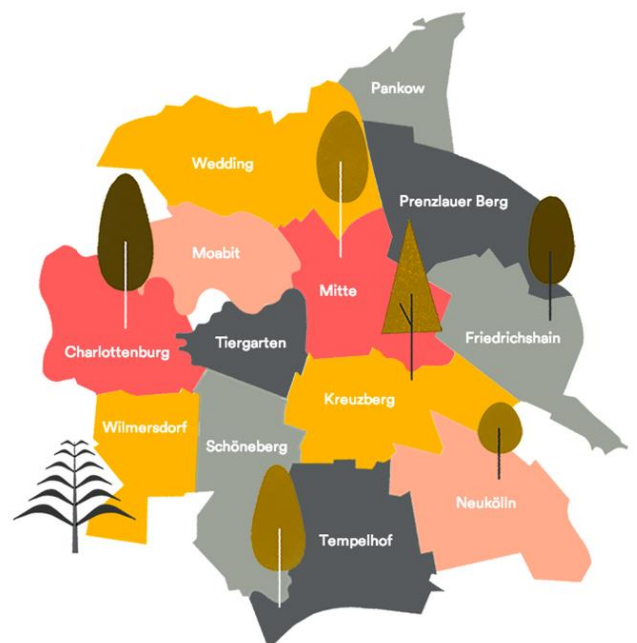 Pankow
Wedding
Prenzlauer Berg
Moabit
Mitte
Friedrichshain
Tiergarten
Charlottenburg
Kreuzberg
Wilmersdorf
Schöneberg
Neukölln
Tempelhof